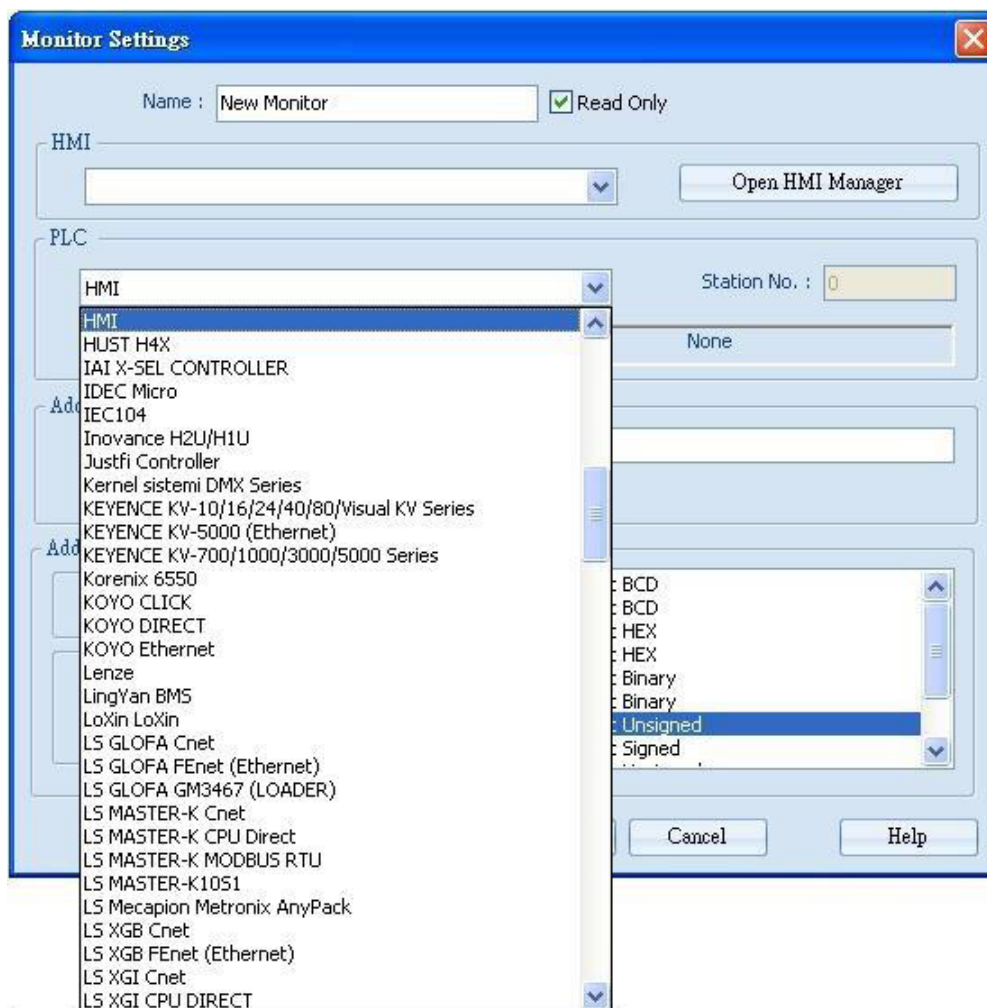 Monitor Settings
Name : New Monitor Read Only
HMI
Open HMI Manager
PLC
HMI Station No. : 0
None
HMI
HUST H4X
IAI X-SEL CONTROLLER
IDEC Micro
IEC104
Inovance H2U/H1U
Justfi Controller
Kernel sistemi DMX Series
KEYENCE KV-10/16/24/40/80/Visual KV Series
KEYENCE KV-5000 (Ethernet)
KEYENCE KV-700/1000/3000/5000 Series
Korenix 6550
KOYO CLICK
KOYO DIRECT
KOYO Ethernet
Lenze
LingYan BMS
LoXin LoXin
LS GLOFA Cnet
LS GLOFA FEnet (Ethernet)
LS GLOFA GM3467 (LOADER)
LS MASTER-K Cnet
LS MASTER-K CPU Direct
LS MASTER-K MODBUS RTU
LS MASTER-K10S1
LS Mecapion Metronix AnyPack
LS XGB Cnet
LS XGB FEnet (Ethernet)
LS XGI Cnet
LS XGI CPU DIRECT
Add
Add
BCD
BCD
HEX
HEX
Binary
Binary
Unsigned
Signed
Cancel Help